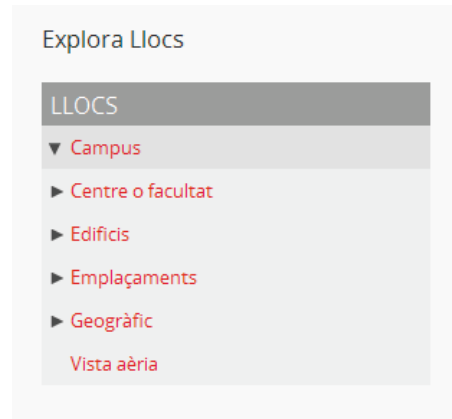 Explora Llocs
LLOCS
▼ Campus
► Centre o facultat
► Edificis
► Emplaçaments
► Geogràfic
Vista aèria